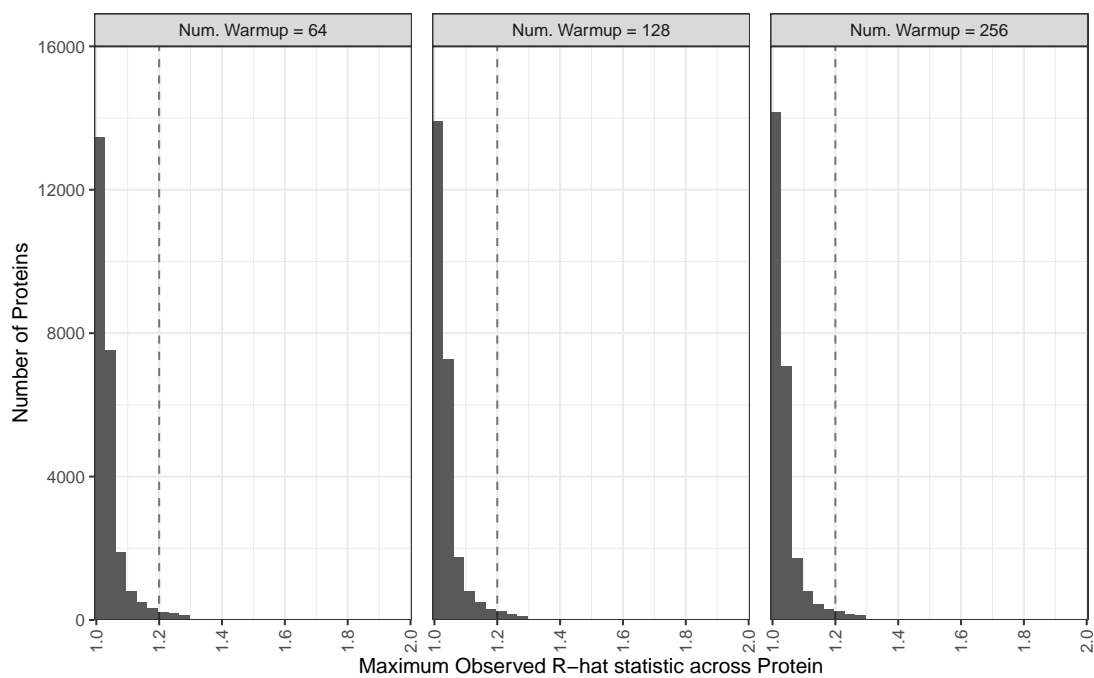 Num. Warmup = 64
Num. Warmup = 128
Num. Warmup = 256
16000
12000
8000
4000
0
Number of Proteins
1.0 1.2 1.4 1.6 1.8 2.0
1.0 1.2 1.4 1.6 1.8 2.0
1.0 1.2 1.4 1.6 1.8 2.0
Maximum Observed R−hat statistic across Protein